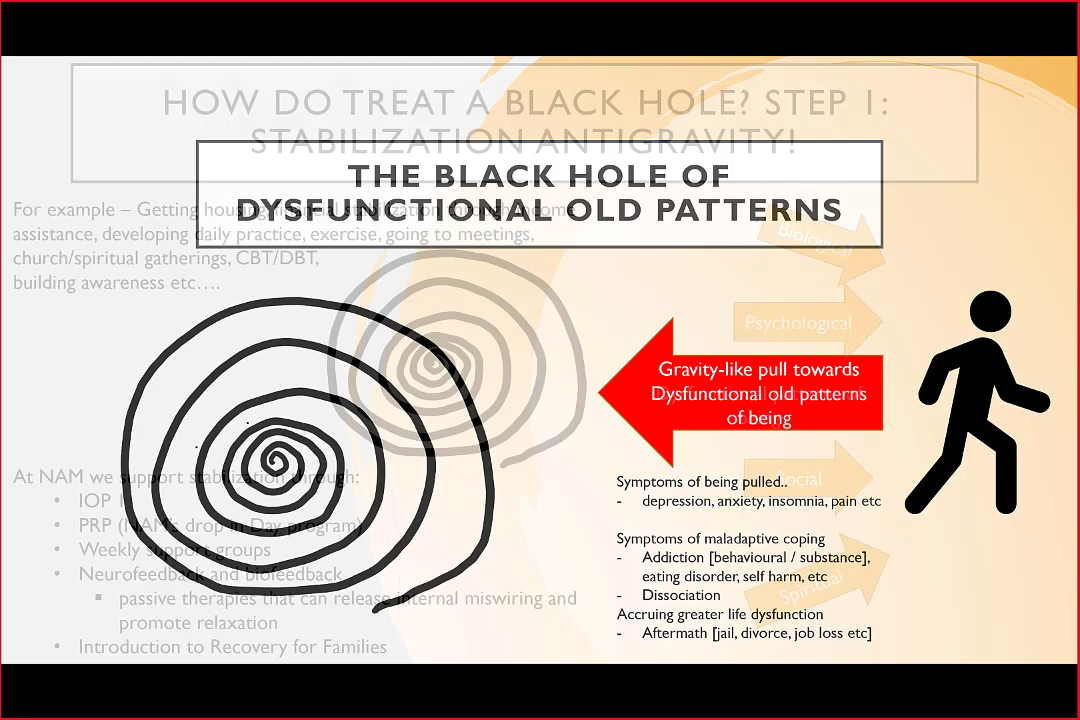 HOW DO TREAT A BLACK HOLE? STEP 1:
STABILIZATION ANTIGRAVITY!
THE BLACK HOLE OF
DYSFUNCTIONAL OLD PATTERNS
For example – Getting housing, financial stabilization through income
assistance, developing daily practice, exercise, going to meetings,
church/spiritual gatherings, CBT/DBT,
building awareness etc….
Biological
Psychological
Gravity-like pull towards
Dysfunctional old patterns
of being
Social
Spiritual
At NAM we support stabilization through:
• IOP
• PRP (NAM's drop in Day program)
• Weekly support groups
• Neurofeedback and biofeedback
▪ passive therapies that can release internal miswiring and
promote relaxation
• Introduction to Recovery for Families
Symptoms of being pulled..
- depression, anxiety, insomnia, pain etc
Symptoms of maladaptive coping
- Addiction [behavioural / substance],
eating disorder, self harm, etc
- Dissociation
Accruing greater life dysfunction
- Aftermath [jail, divorce, job loss etc]